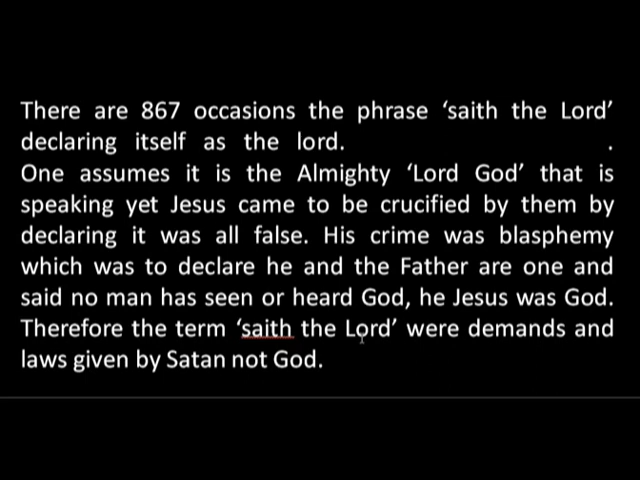 There are 867 occasions the phrase ‘saith the Lord’
declaring itself as the lord. .
One assumes it is the Almighty ‘Lord God’ that is
speaking yet Jesus came to be crucified by them by
declaring it was all false. His crime was blasphemy
which was to declare he and the Father are one and
said no man has seen or heard God, he Jesus was God.
Therefore the term ‘saith the Lord’ were demands and
laws given by Satan not God.